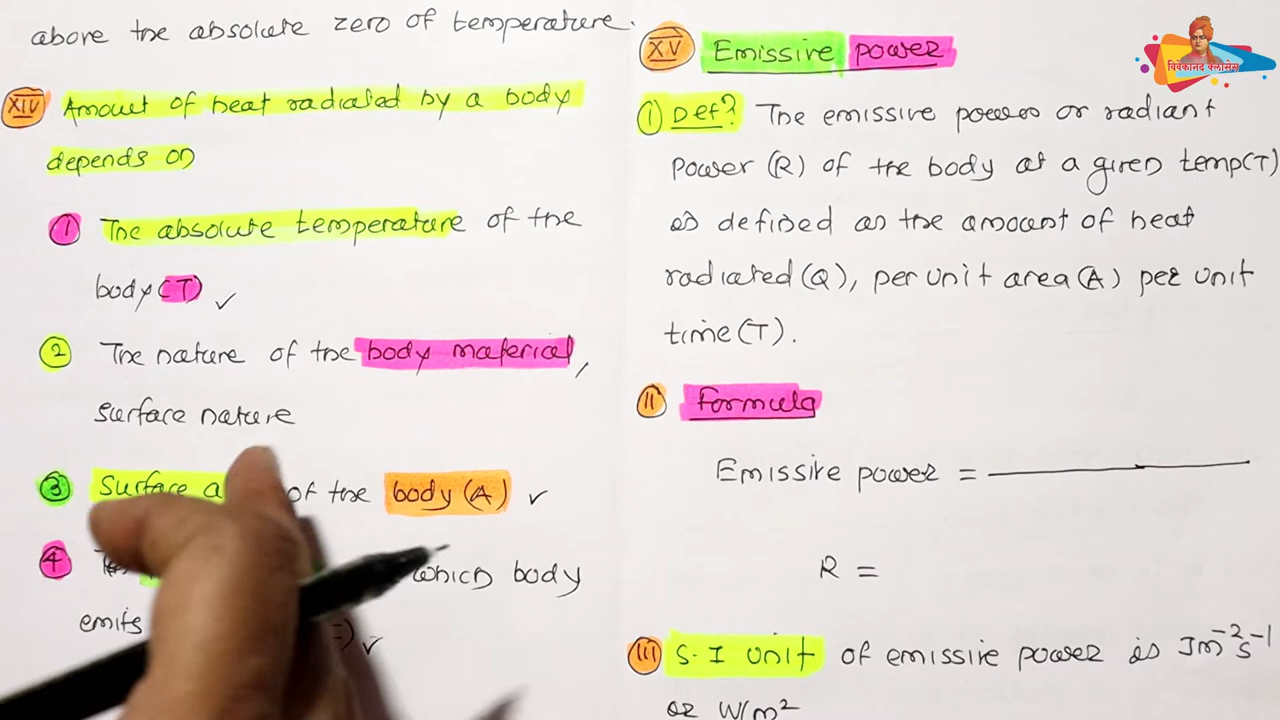 above the absolute zero of temperature.
XIV Amount of heat radiated by a body
depends on
1 The absolute temperature of the
body (T) ✓
2 The nature of the body material,
surface nature
3 Surface a of the body (A) ✓
4 which body
emits ✓
XV Emissive power
I Def? The emissive power or radiant
Power (R) of the body at a given temp(T)
is defined as the amount of heat
radiated (Q), per unit area (A) per unit
time (T).
II Formula
Emissive power =
R =
III S.I unit of emissive power is Jm⁻²s⁻¹
or W/m²
विवेकानंद क्लासेस